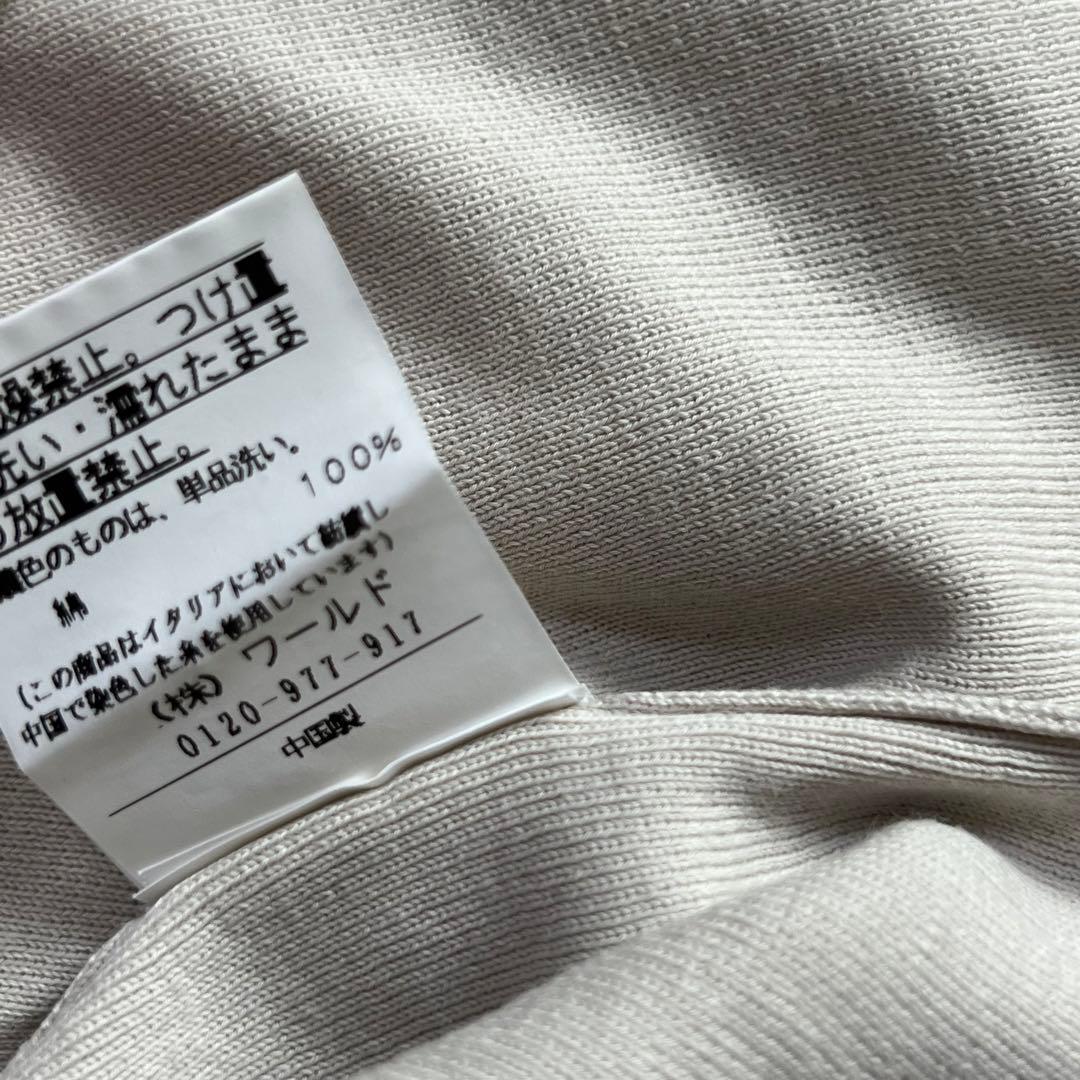 燥禁止。つけ置
洗い・濡れたまま
の放置禁止。
濃色のものは、単品洗い。
綿 100%
(この商品はイタリアにおいて紡績し
中国で染色した糸を使用しています)
(株)ワールド
0120-977-917
中国製